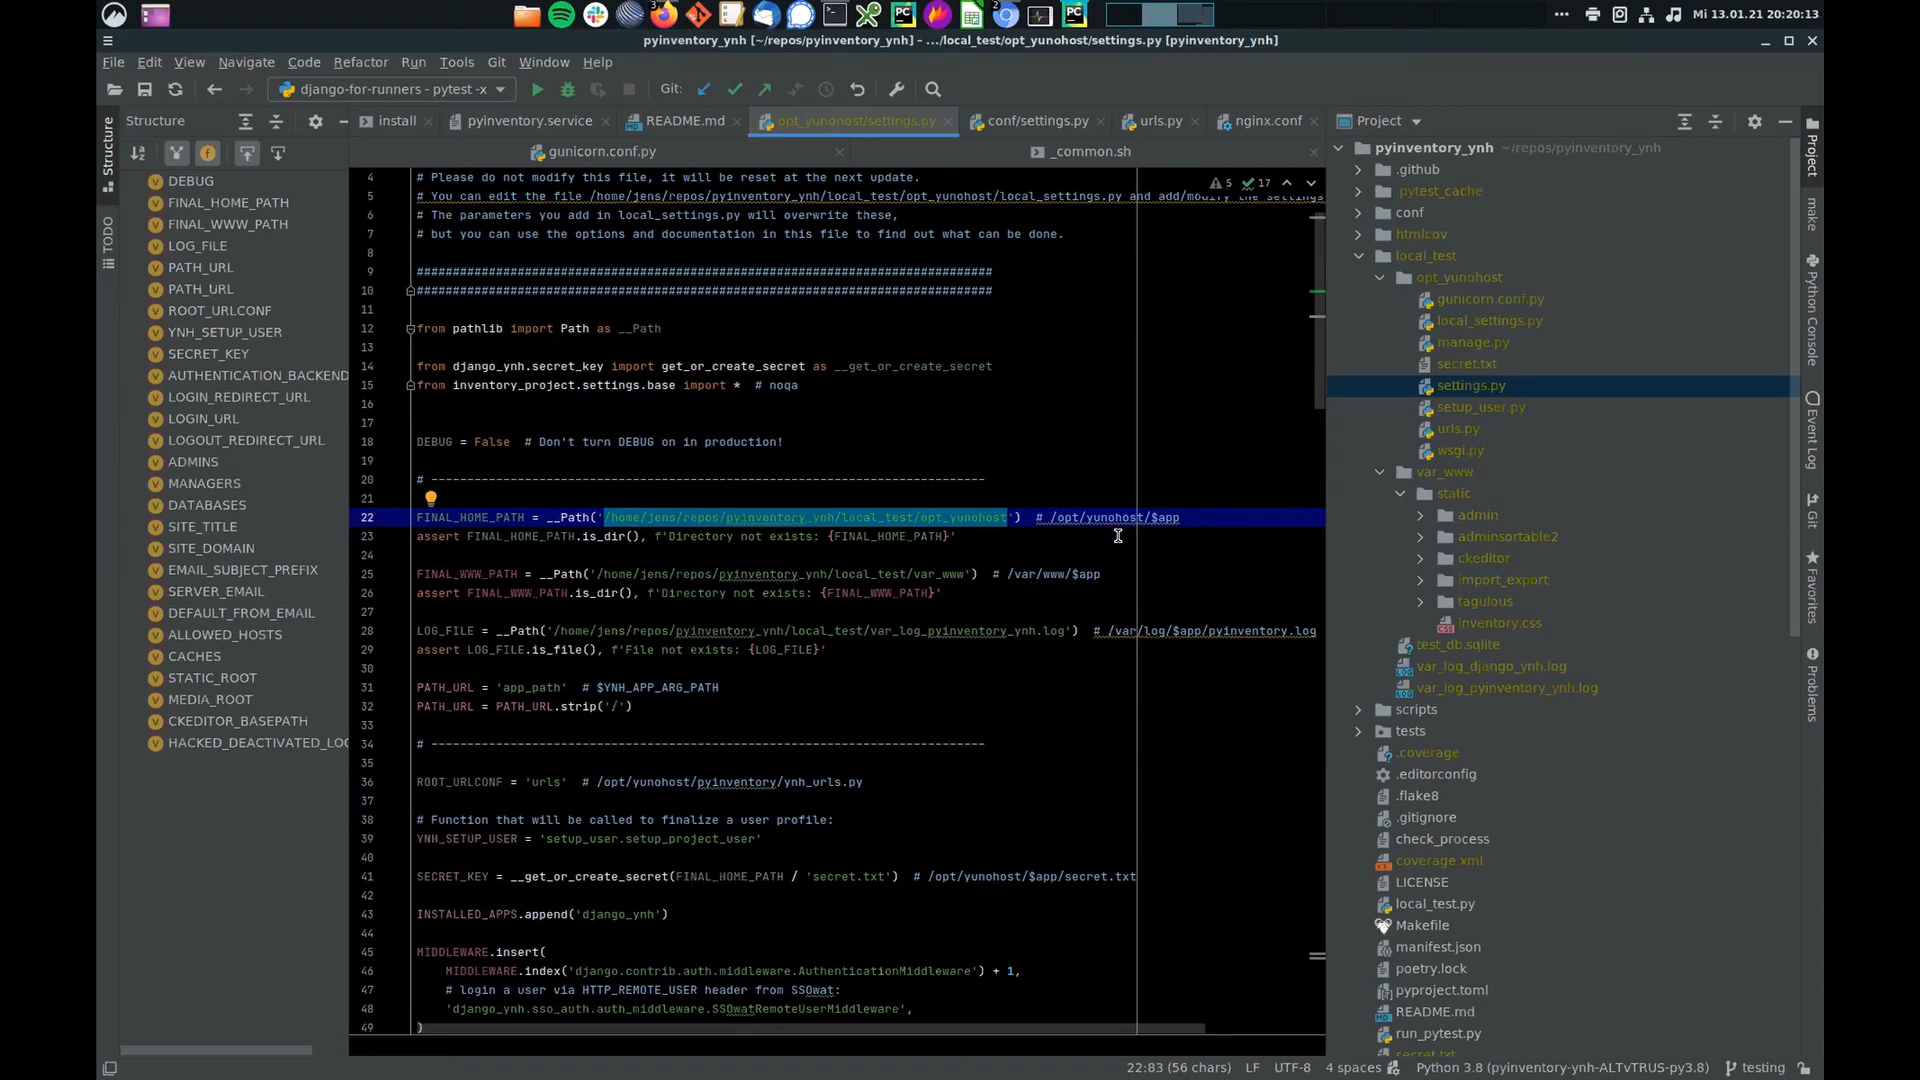 Mi 13.01.21 20:20:13
pyinventory_ynh [~/repos/pyinventory_ynh] - .../local_test/opt_yunohost/settings.py [pyinventory_ynh]
File Edit View Navigate Code Refactor Run Tools Git Window Help
django-for-runners - pytest -x
Git:
Structure
install
pyinventory.service
README.md
opt_yunohost/settings.py
conf/settings.py
urls.py
nginx.conf
Project
gunicorn.conf.py
_common.sh
Structure
TODO
DEBUG
FINAL_HOME_PATH
FINAL_WWW_PATH
LOG_FILE
PATH_URL
PATH_URL
ROOT_URLCONF
YNH_SETUP_USER
SECRET_KEY
AUTHENTICATION_BACKEND
LOGIN_REDIRECT_URL
LOGIN_URL
LOGOUT_REDIRECT_URL
ADMINS
MANAGERS
DATABASES
SITE_TITLE
SITE_DOMAIN
EMAIL_SUBJECT_PREFIX
SERVER_EMAIL
DEFAULT_FROM_EMAIL
ALLOWED_HOSTS
CACHES
STATIC_ROOT
MEDIA_ROOT
CKEDITOR_BASEPATH
HACKED_DEACTIVATED_LO
5 17
4 # Please do not modify this file, it will be reset at the next update.
5 # You can edit the file /home/jens/repos/pyinventory_ynh/local_test/opt_yunohost/local_settings.py and add/modify the settings
6 # The parameters you add in local_settings.py will overwrite these,
7 # but you can use the options and documentation in this file to find out what can be done.
8
9 ################################################################################
10 ################################################################################
11
12 from pathlib import Path as __Path
13
14 from django_ynh.secret_key import get_or_create_secret as __get_or_create_secret
15 from inventory_project.settings.base import *  # noqa
16
17
18 DEBUG = False  # Don't turn DEBUG on in production!
19
20 # -----------------------------------------------------------------------------
21
22 FINAL_HOME_PATH = __Path('/home/jens/repos/pyinventory_ynh/local_test/opt_yunohost')  # /opt/yunohost/$app
23 assert FINAL_HOME_PATH.is_dir(), f'Directory not exists: {FINAL_HOME_PATH}'
24
25 FINAL_WWW_PATH = __Path('/home/jens/repos/pyinventory_ynh/local_test/var_www')  # /var/www/$app
26 assert FINAL_WWW_PATH.is_dir(), f'Directory not exists: {FINAL_WWW_PATH}'
27
28 LOG_FILE = __Path('/home/jens/repos/pyinventory_ynh/local_test/var_log_pyinventory_ynh.log')  # /var/log/$app/pyinventory.log
29 assert LOG_FILE.is_file(), f'File not exists: {LOG_FILE}'
30
31 PATH_URL = 'app_path'  # $YNH_APP_ARG_PATH
32 PATH_URL = PATH_URL.strip('/')
33
34 # -----------------------------------------------------------------------------
35
36 ROOT_URLCONF = 'urls'  # /opt/yunohost/pyinventory/ynh_urls.py
37
38 # Function that will be called to finalize a user profile:
39 YNH_SETUP_USER = 'setup_user.setup_project_user'
40
41 SECRET_KEY = __get_or_create_secret(FINAL_HOME_PATH / 'secret.txt')  # /opt/yunohost/$app/secret.txt
42
43 INSTALLED_APPS.append('django_ynh')
44
45 MIDDLEWARE.insert(
46 MIDDLEWARE.index('django.contrib.auth.middleware.AuthenticationMiddleware') + 1,
47 # login a user via HTTP_REMOTE_USER header from SSOwat:
48 'django_ynh.sso_auth.auth_middleware.SSOwatRemoteUserMiddleware',
49 )
pyinventory_ynh ~/repos/pyinventory_ynh
.github
.pytest_cache
conf
htmlcov
local_test
opt_yunohost
gunicorn.conf.py
local_settings.py
manage.py
secret.txt
settings.py
setup_user.py
urls.py
wsgi.py
var_www
static
admin
adminsortable2
ckeditor
import_export
tagulous
inventory.css
test_db.sqlite
var_log_django_ynh.log
var_log_pyinventory_ynh.log
scripts
tests
.coverage
.editorconfig
.flake8
.gitignore
check_process
coverage.xml
LICENSE
local_test.py
Makefile
manifest.json
poetry.lock
pyproject.toml
README.md
run_pytest.py
secret.txt
Project
make
Python Console
Event Log
Git
Favorites
Problems
22:83 (56 chars) LF UTF-8 4 spaces Python 3.8 (pyinventory-ynh-ALTvTRUS-py3.8) testing